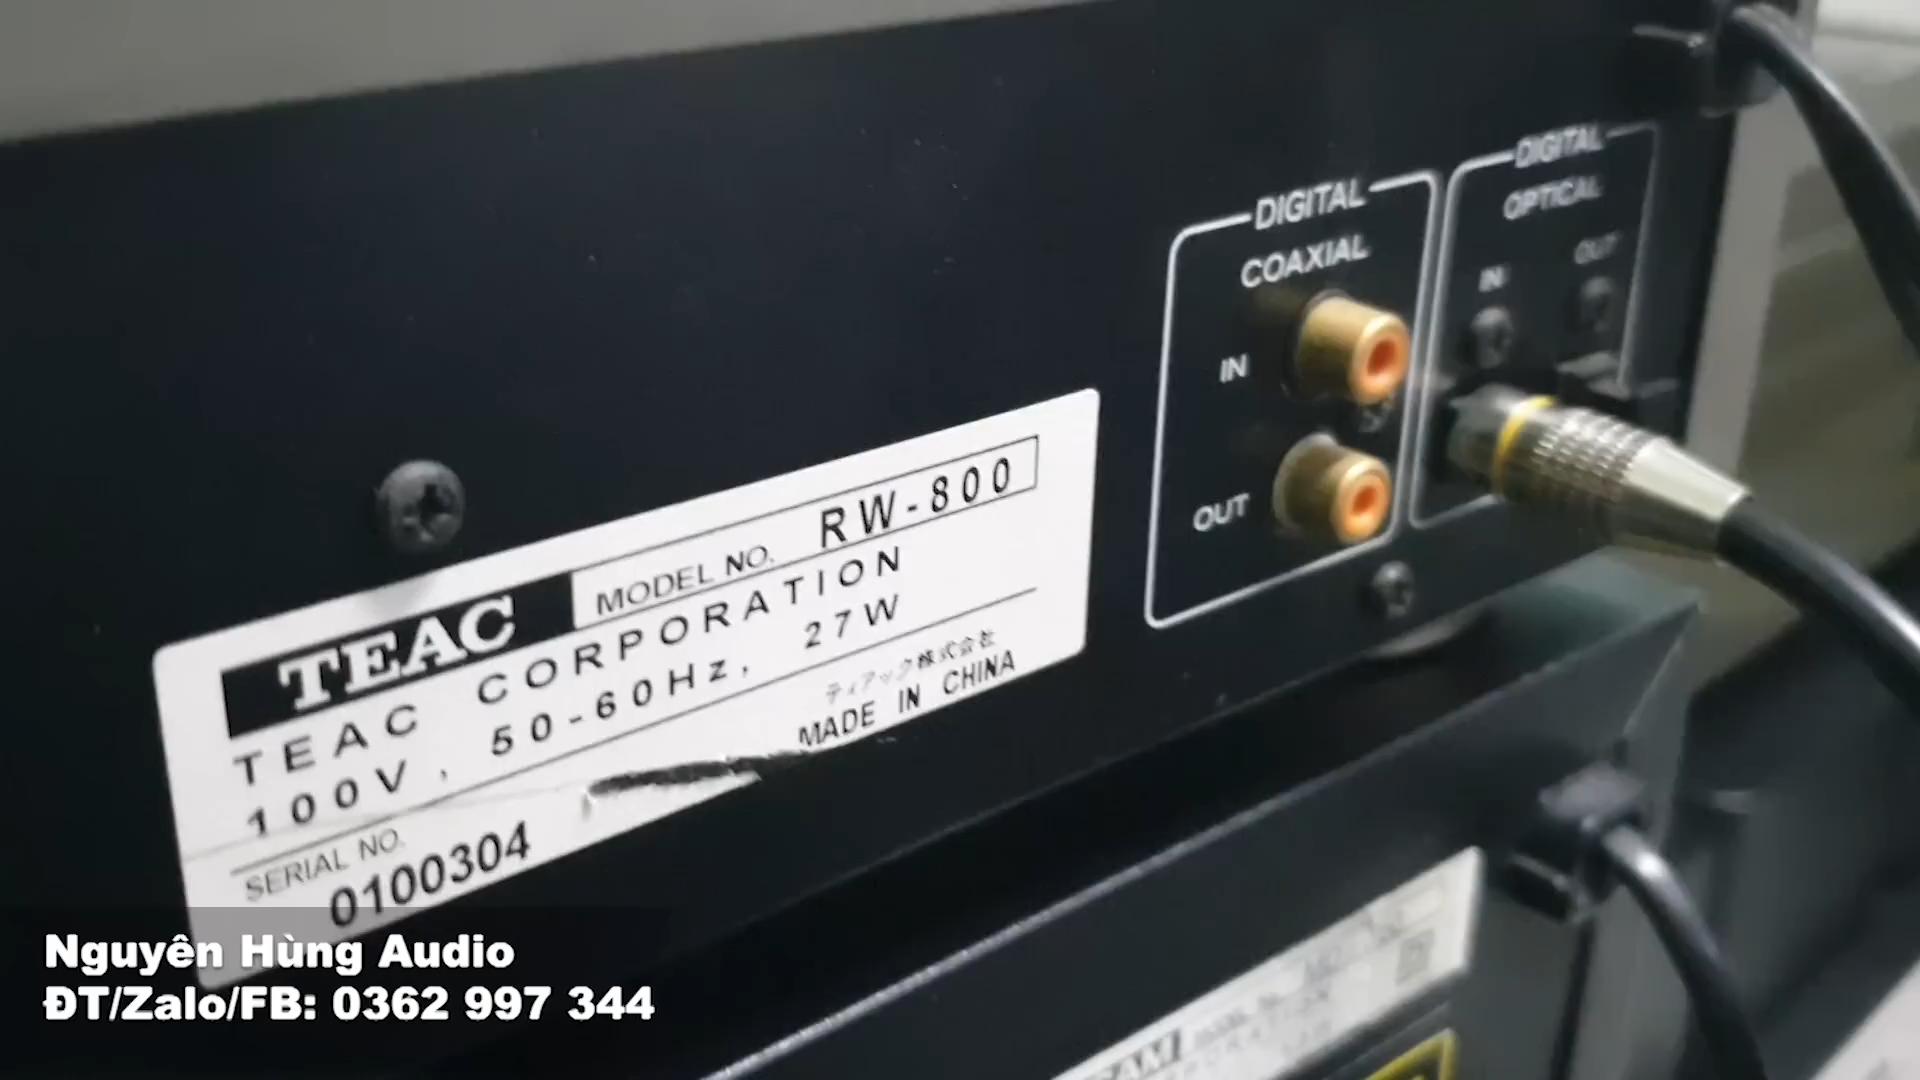 DIGITAL
COAXIAL
IN
OUT
DIGITAL
OPTICAL
IN
OUT
TEAC MODEL NO. RW-800
TEAC CORPORATION
100V, 50-60Hz, 27W
ティアック株式会社
MADE IN CHINA
SERIAL NO.
0100304
Nguyên Hùng Audio
ĐT/Zalo/FB: 0362 997 344